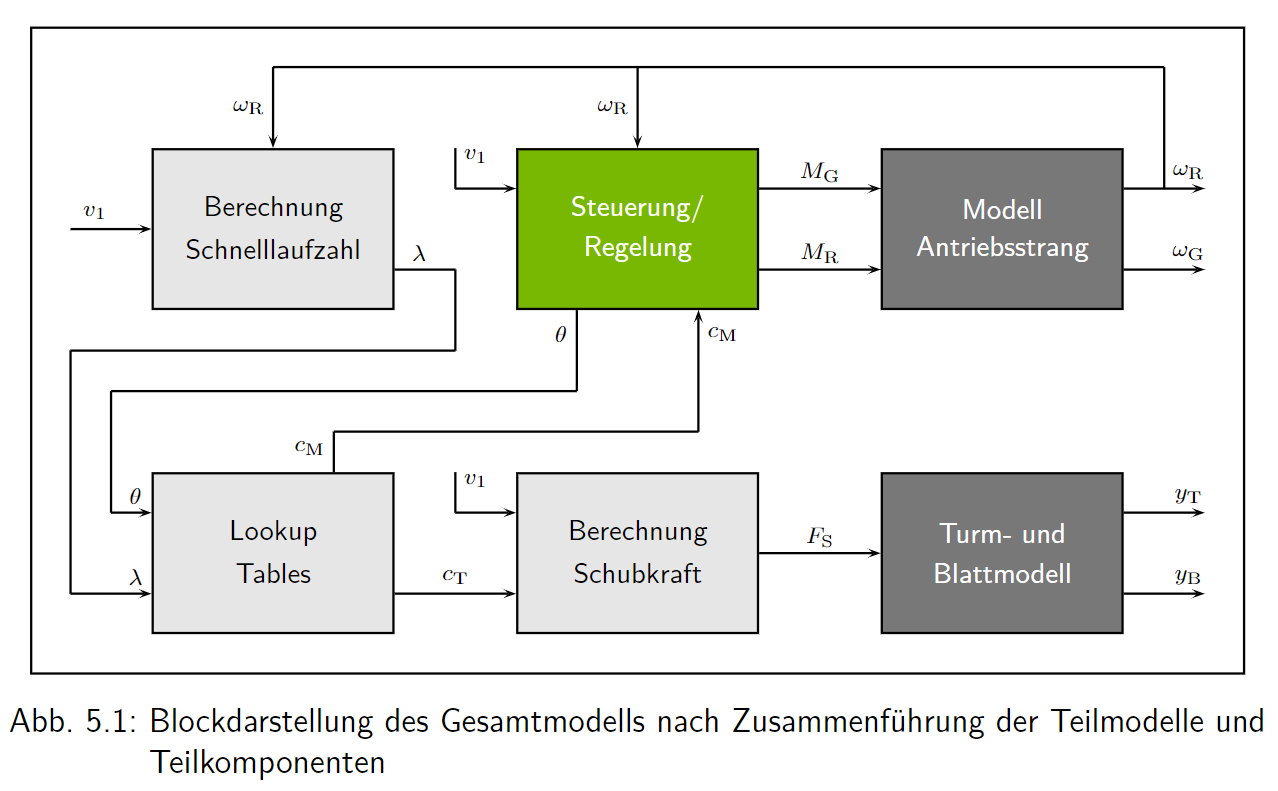 ωR
ωR
v1
Berechnung
Schnelllaufzahl
λ
v1
Steuerung/
Regelung
MG
MR
Modell
Antriebsstrang
ωR
ωG
θ
cM
cM
θ
λ
Lookup
Tables
cT
v1
Berechnung
Schubkraft
FS
Turm- und
Blattmodell
yT
yB
Abb. 5.1: Blockdarstellung des Gesamtmodells nach Zusammenführung der Teilmodelle und
Teilkomponenten